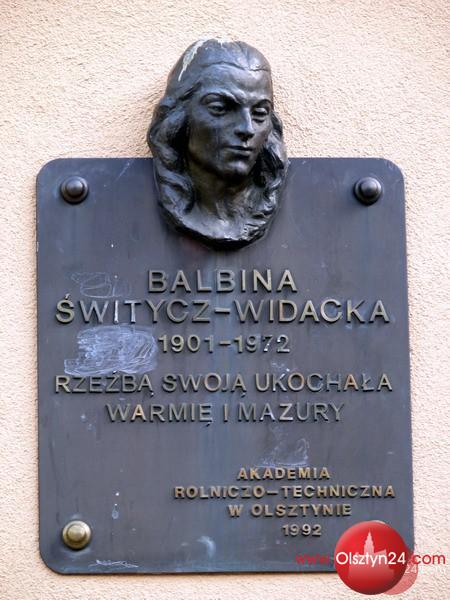 BALBINA
ŚWITYCZ-WIDACKA
1901-1972
RZEŹBĄ SWOJĄ UKOCHAŁA
WARMIĘ I MAZURY
AKADEMIA
ROLNICZO-TECHNICZNA
W OLSZTYNIE
1992
www.Olsztyn24.com